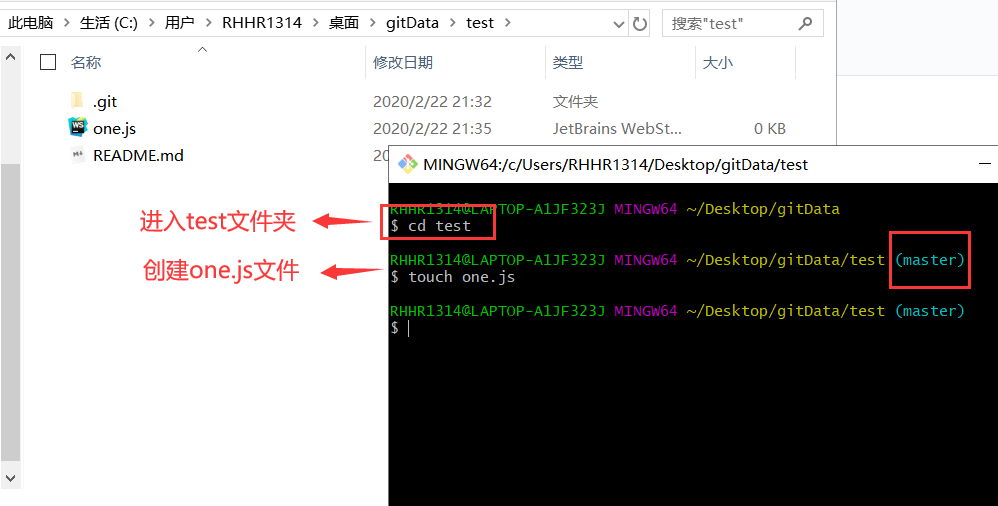 此电脑 > 生活 (C:) > 用户 > RHHR1314 > 桌面 > gitData > test >
搜索"test"
名称 修改日期 类型 大小
.git 2020/2/22 21:32 文件夹
one.js 2020/2/22 21:35 JetBrains WebSt... 0 KB
README.md 20
MINGW64:/c/Users/RHHR1314/Desktop/gitData/test
RHHR1314@LAPTOP-A1JF323J MINGW64 ~/Desktop/gitData
进入test文件夹
$ cd test
RHHR1314@LAPTOP-A1JF323J MINGW64 ~/Desktop/gitData/test (master)
创建one.js文件
$ touch one.js
RHHR1314@LAPTOP-A1JF323J MINGW64 ~/Desktop/gitData/test (master)
$